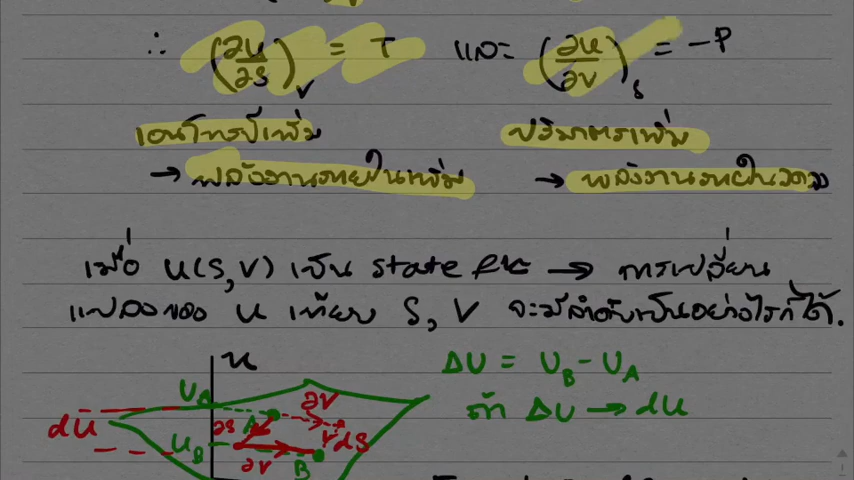 ∴ (∂U/∂S)_V = T และ (∂U/∂V)_S = -P
เอนโทรปีเพิ่ม ปริมาตรเพิ่ม
→ พลังงานภายในเพิ่ม → พลังงานภายในลดลง
เมื่อ U(S,V) เป็น state fxc → การเปลี่ยน
แปลงของ U เทียบ S, V จะมีลำดับเป็นอย่างไรก็ได้.
U
ΔU = U_B - U_A
U_A
∂V
ถ้า ΔU → dU
dU
∂S A
dS
U_B
∂V B